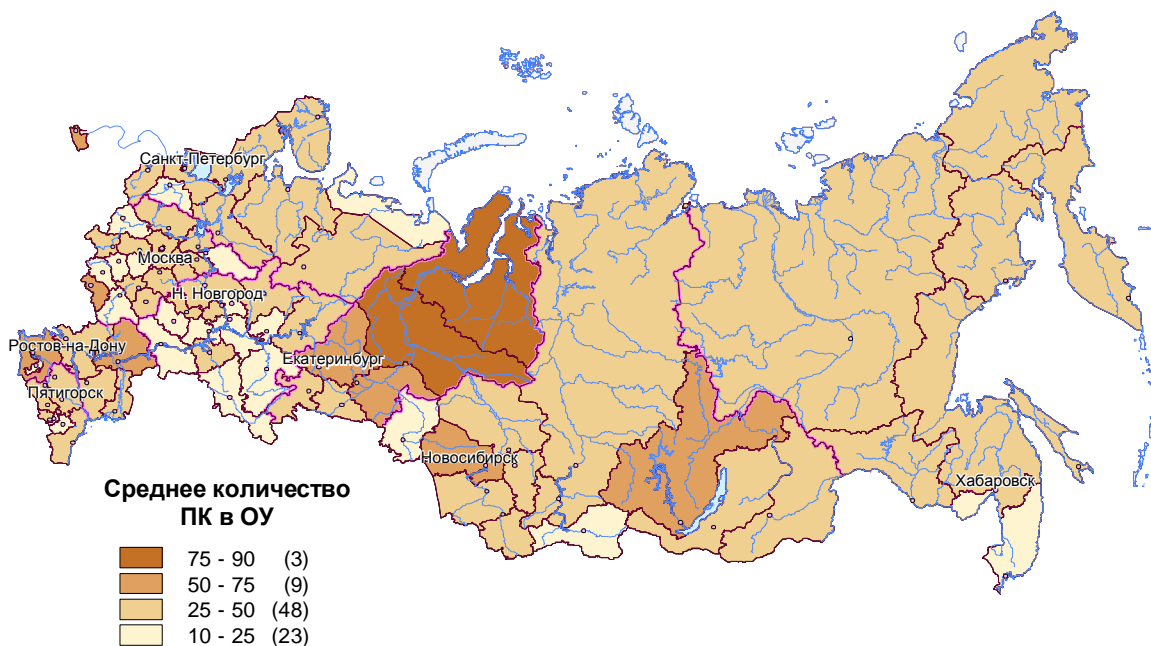 Санкт-Петербург
Москва
Н. Новгород
Ростов-на-Дону
Екатеринбург
Пятигорск
Новосибирск
Хабаровск
Среднее количество
ПК в ОУ
75 - 90 (3)
50 - 75 (9)
25 - 50 (48)
10 - 25 (23)